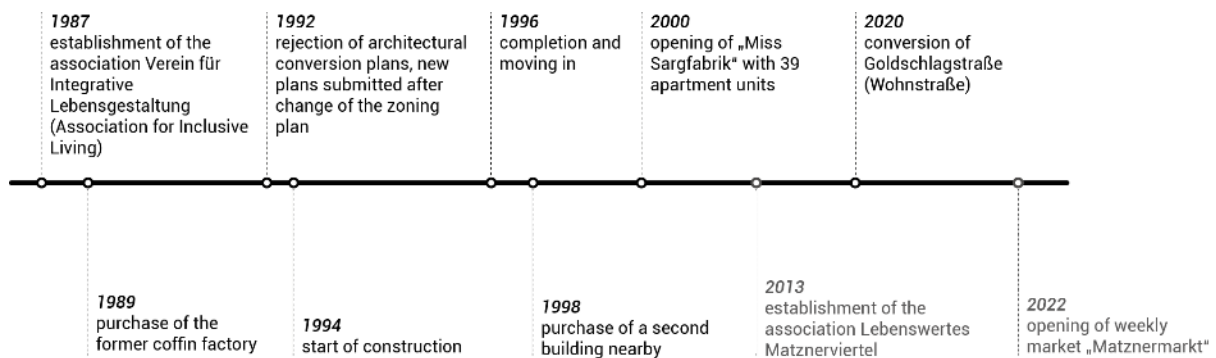 1987
establishment of the
association Verein für
Integrative
Lebensgestaltung
(Association for Inclusive
Living)
1992
rejection of architectural
conversion plans, new
plans submitted after
change of the zoning
plan
1996
completion and
moving in
2000
opening of „Miss
Sargfabrik“ with 39
apartment units
2020
conversion of
Goldschlagstraße
(Wohnstraße)
1989
purchase of the
former coffin factory
1994
start of construction
1998
purchase of a second
building nearby
2013
establishment of the
association Lebenswertes
Matznerviertel
2022
opening of weekly
market „Matznermarkt“